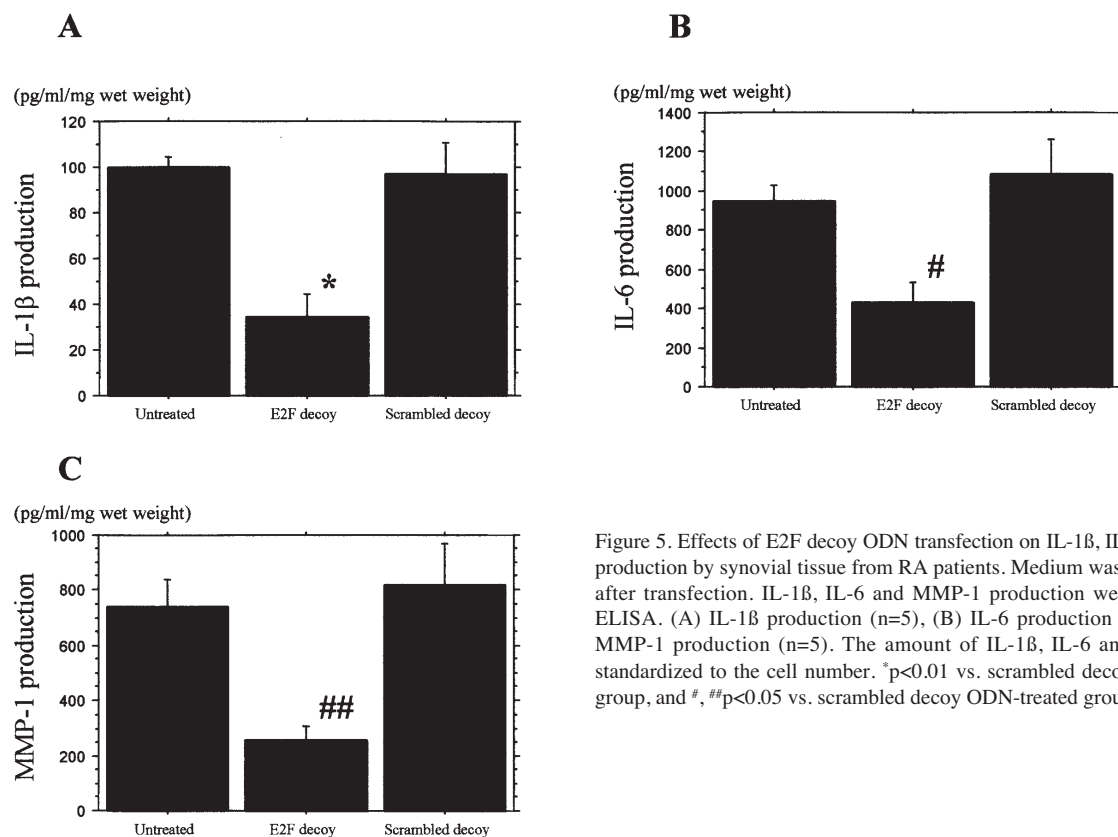 A
(pg/ml/mg wet weight)
IL-1β production
120
100
80
60
40
20
0
*
Untreated E2F decoy Scrambled decoy
B
(pg/ml/mg wet weight)
IL-6 production
1400
1200
1000
800
600
400
200
0
#
Untreated E2F decoy Scrambled decoy
C
(pg/ml/mg wet weight)
MMP-1 production
1000
800
600
400
200
0
##
Untreated E2F decoy Scrambled decoy
Figure 5. Effects of E2F decoy ODN transfection on IL-1ß,
production by synovial tissue from RA patients. Medium was
after transfection. IL-1ß, IL-6 and MMP-1 production
ELISA. (A) IL-1ß production (n=5), (B) IL-6 production
MMP-1 production (n=5). The amount of IL-1ß, IL-6
standardized to the cell number. *p<0.01 vs. scrambled
group, and #, ##p<0.05 vs. scrambled decoy ODN-treated